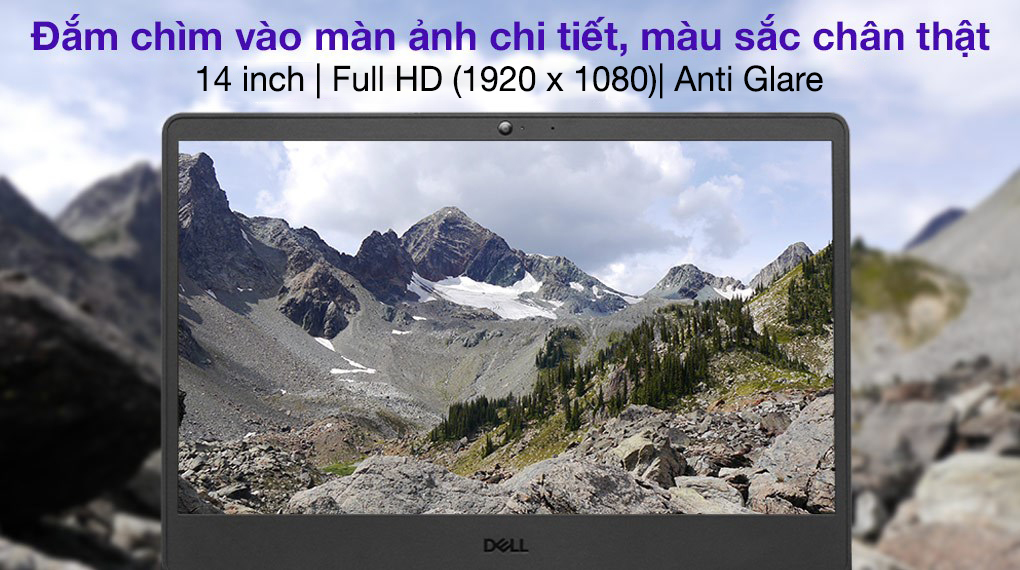 Đắm chìm vào màn ảnh chi tiết, màu sắc chân thật
14 inch | Full HD (1920 x 1080)| Anti Glare
DELL